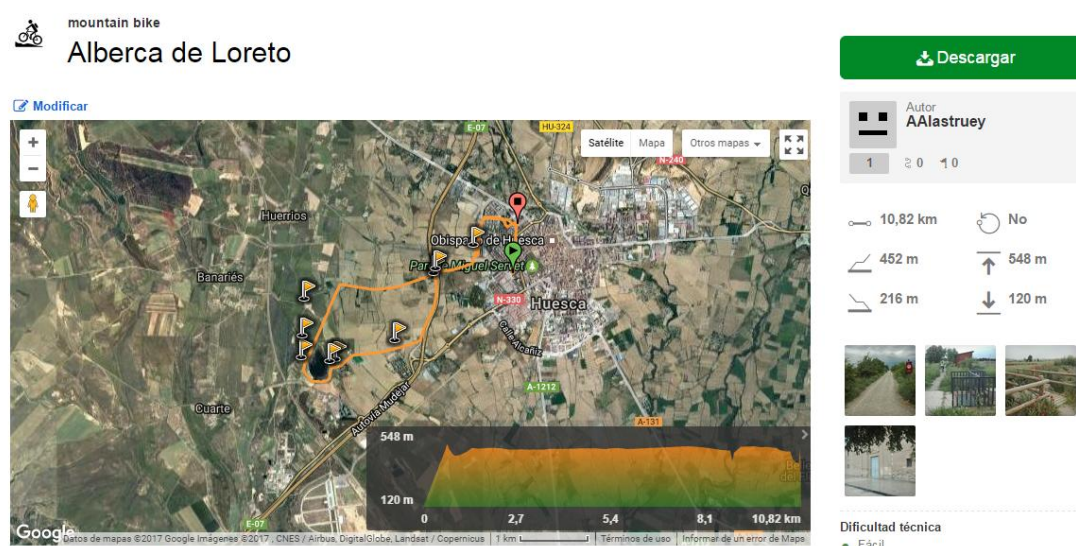 mountain bike
Alberca de Loreto
Modificar
Descargar
Autor
AAlastruey
1 0 0
10,82 km No
452 m 548 m
216 m 120 m
E-07
HU-324
+
−
Satélite Mapa Otros mapas
N-240
Huerrios
Obispado de Huesca
Parque Miguel Servet
Banariés
N-330
Huesca
Calle Alcañiz
A-1212
Cuarte
Autovía Mudéjar
A-131
548 m
120 m
0 2,7 5,4 8,1 10,82 km
E-07
Google
Datos de mapas ©2017 Google Imágenes ©2017 , CNES / Airbus, DigitalGlobe, Landsat / Copernicus 1 km Términos de uso Informar de un error de Maps
Dificultad técnica
Fácil